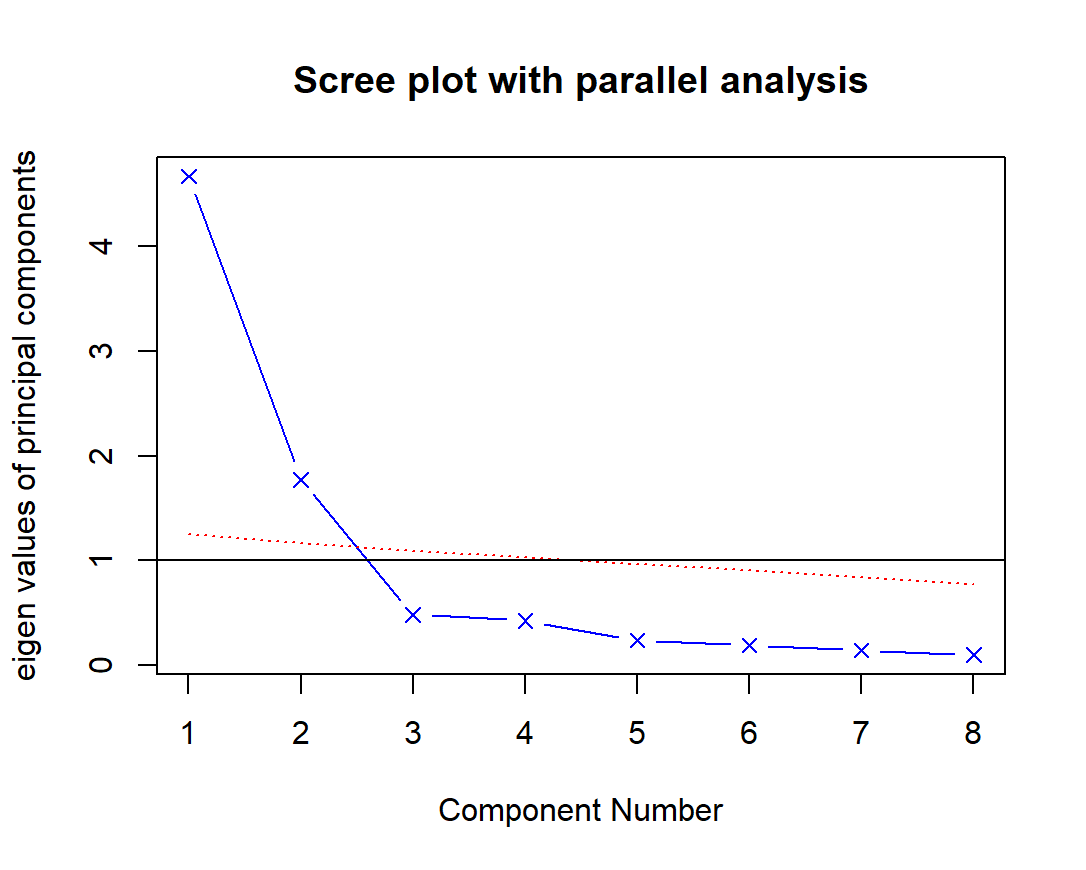 Scree plot with parallel analysis
eigen values of principal components
4
3
2
1
0
1 2 3 4 5 6 7 8
Component Number